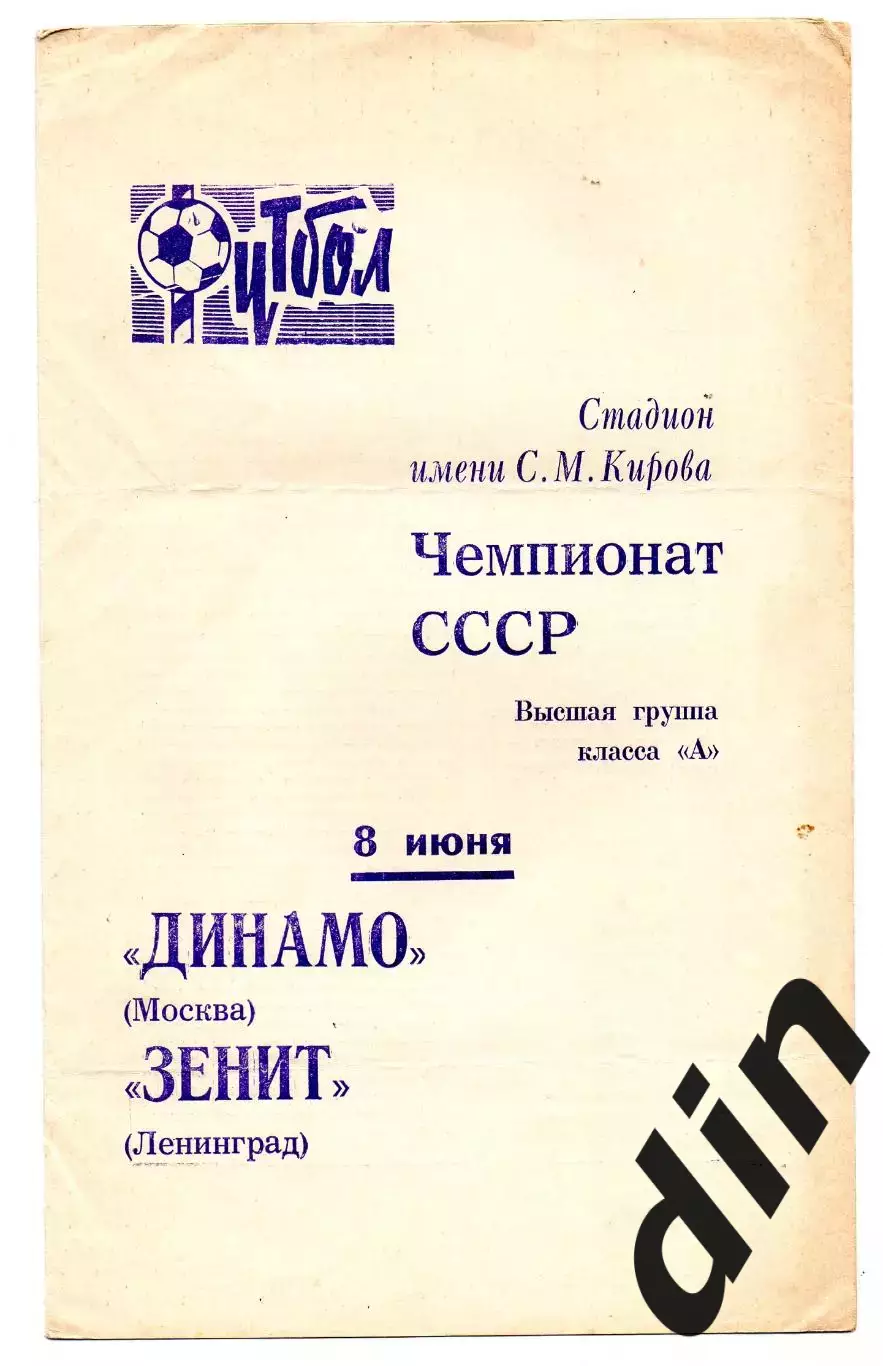 Футбол
Стадион
имени С. М. Кирова
Чемпионат
СССР
Высшая группа
класса «А»
8 июня
«ДИНАМО»
(Москва)
«ЗЕНИТ»
(Ленинград)
din